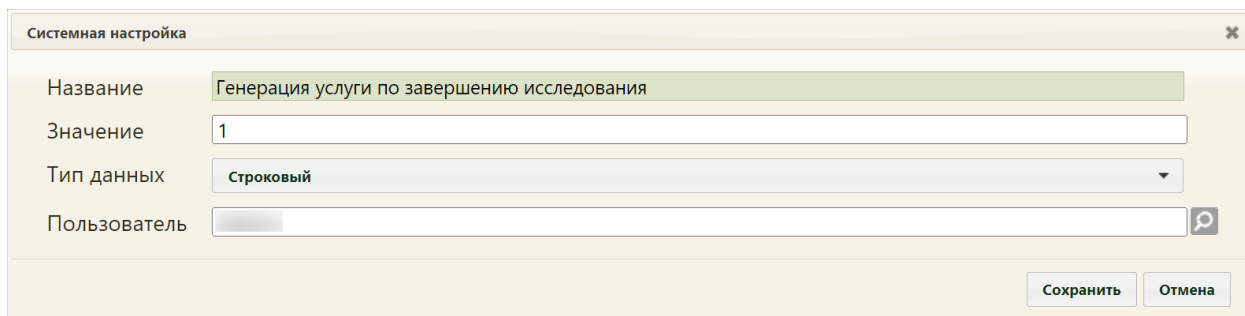 Системная настройка
Название Генерация услуги по завершению исследования
Значение 1
Тип данных Строковый
Пользователь
Сохранить Отмена